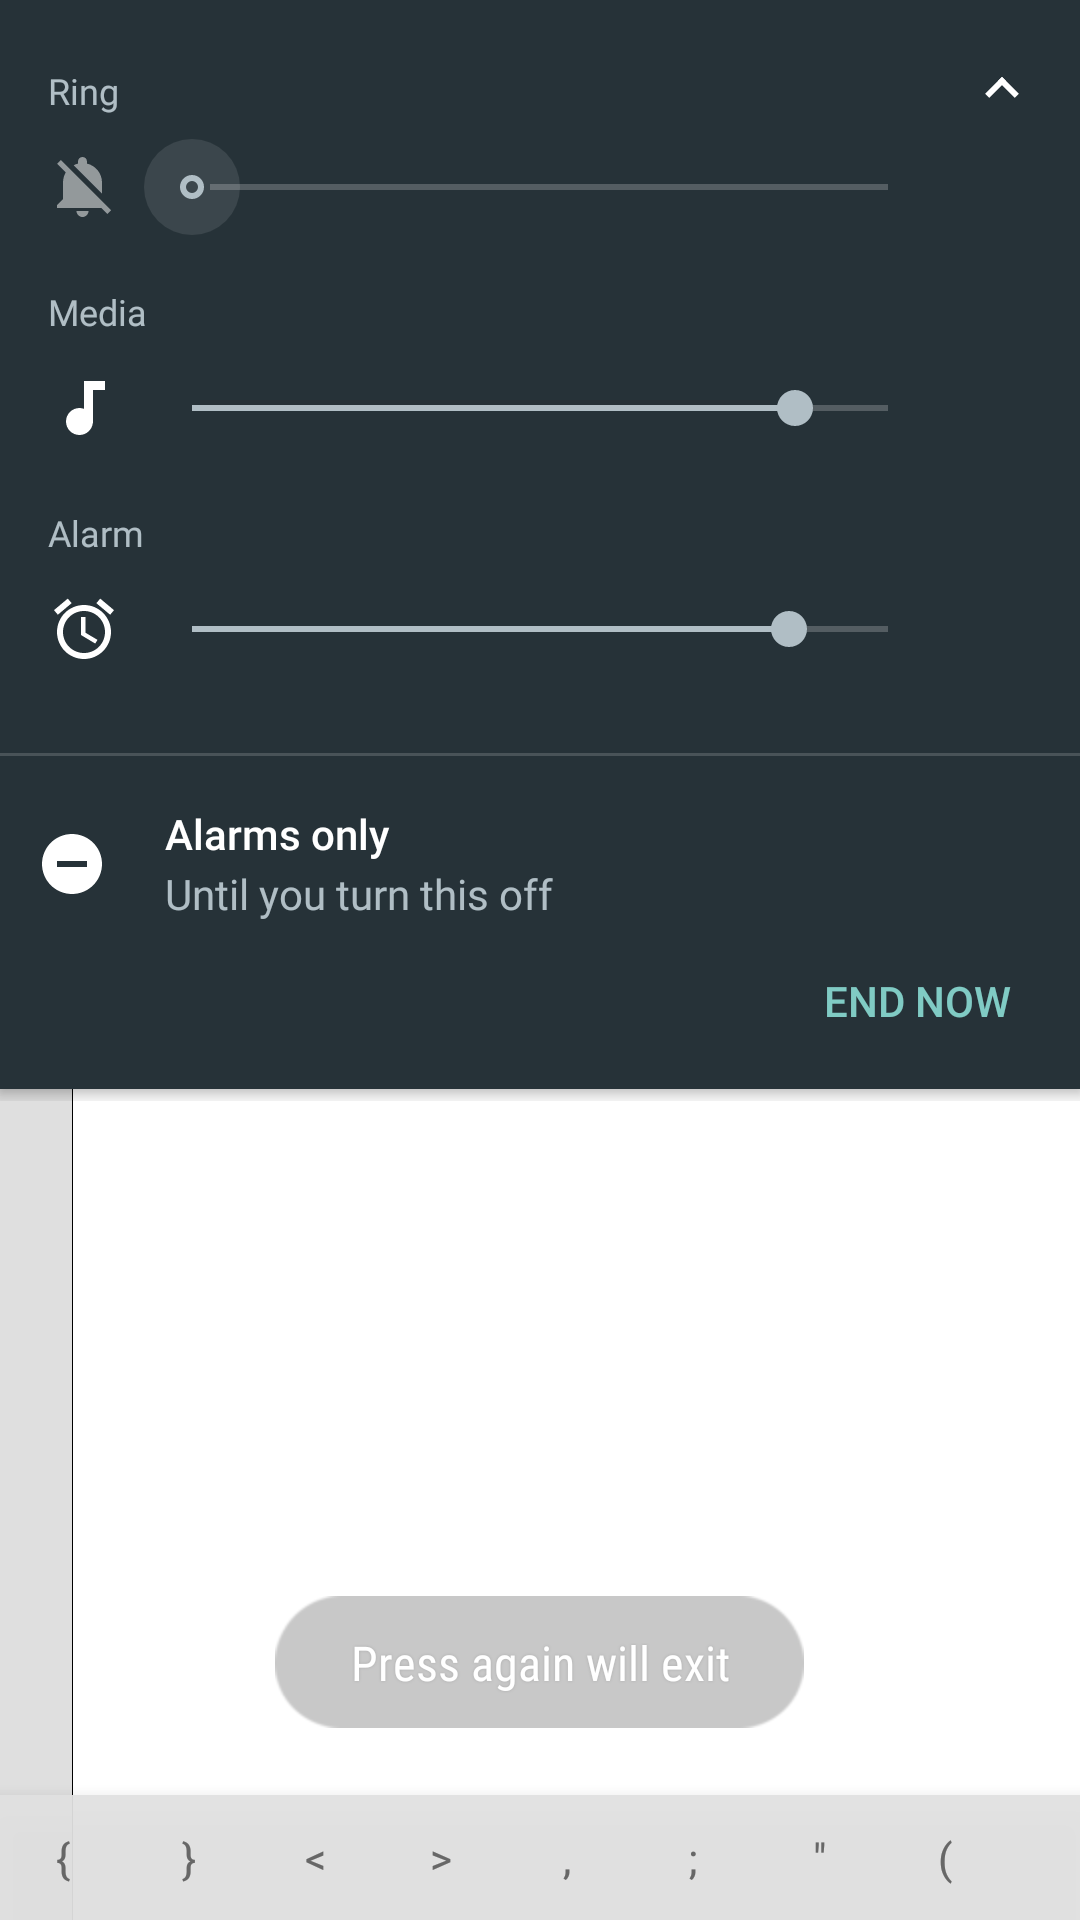 Ring
Media
Alarm
Alarms only
Until you turn this off
END NOW
Press again will exit
{ } < > , ; " (